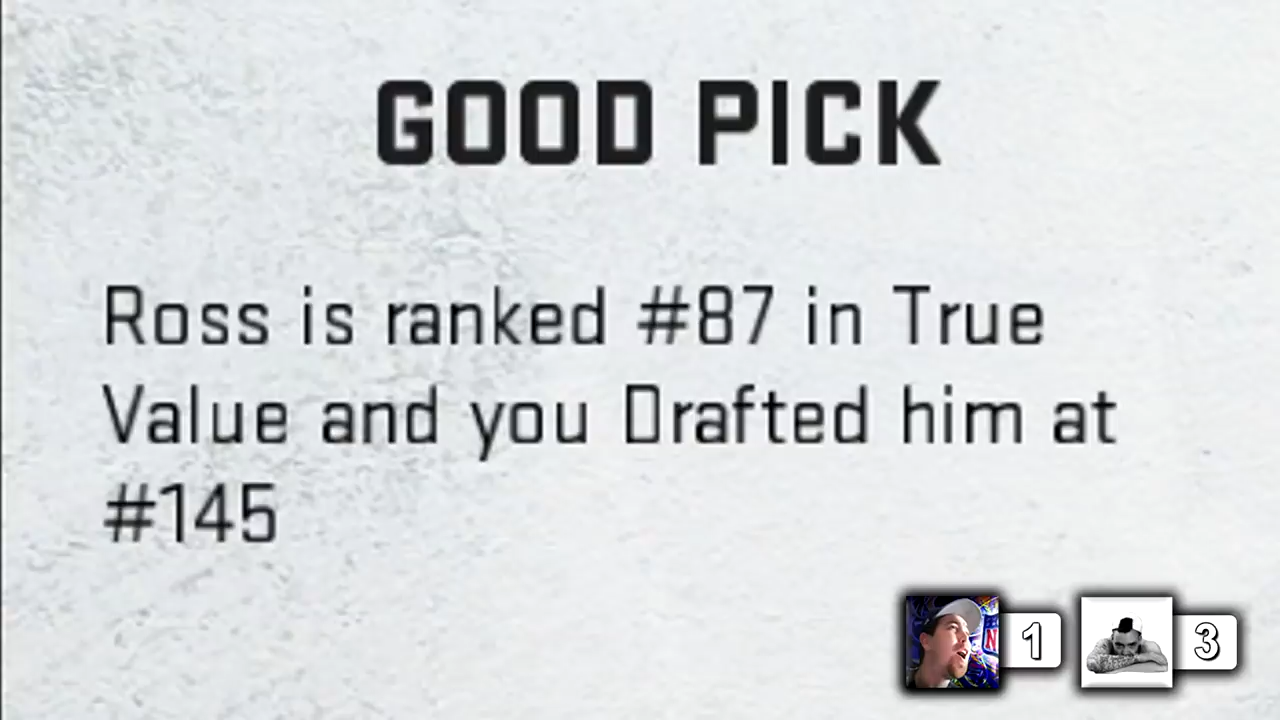 GOOD PICK
Ross is ranked #87 in True
Value and you Drafted him at
#145
1
3